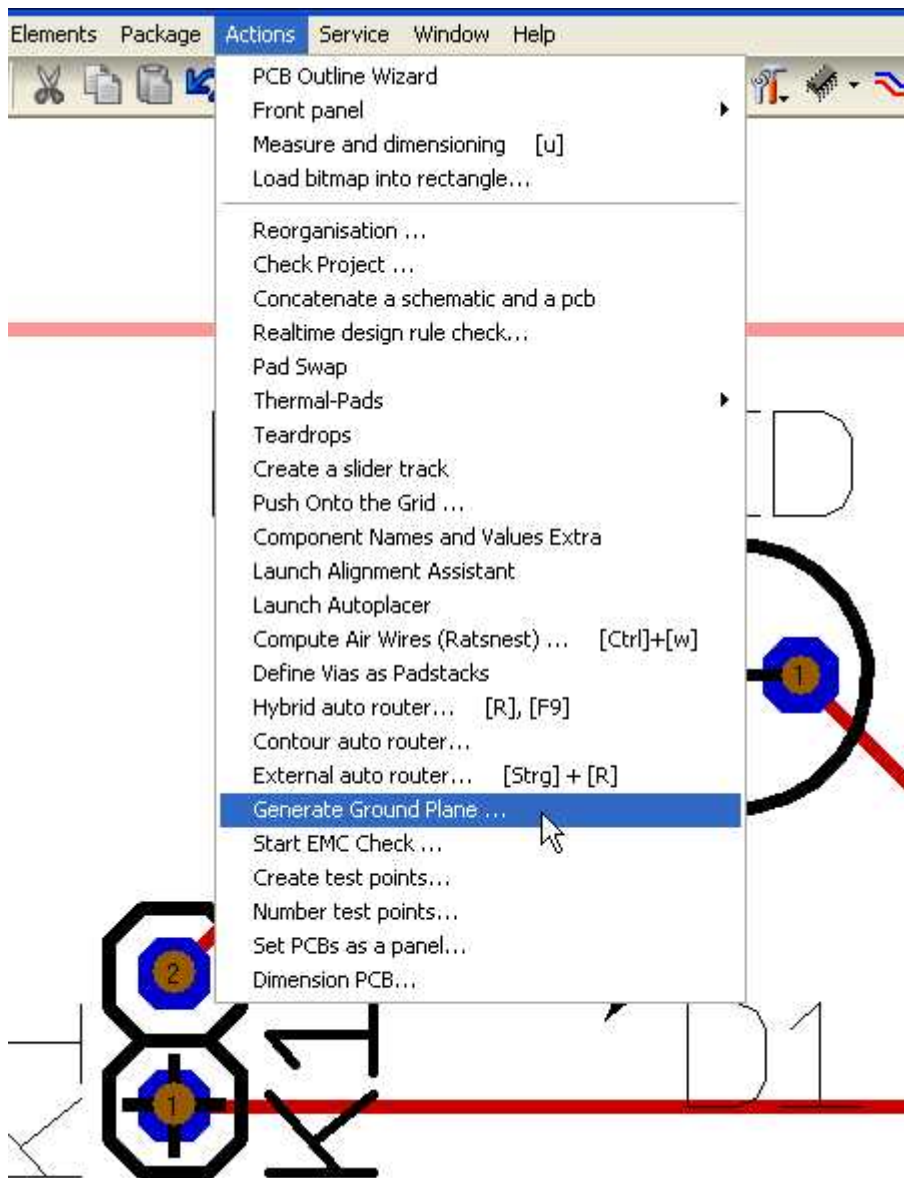 Elements Package Actions Service Window Help
PCB Outline Wizard
Front panel
Measure and dimensioning [u]
Load bitmap into rectangle...
Reorganisation ...
Check Project ...
Concatenate a schematic and a pcb
Realtime design rule check...
Pad Swap
Thermal-Pads
Teardrops
Create a slider track
Push Onto the Grid ...
Component Names and Values Extra
Launch Alignment Assistant
Launch Autoplacer
Compute Air Wires (Ratsnest) ... [Ctrl]+[w]
Define Vias as Padstacks
Hybrid auto router... [R], [F9]
Contour auto router...
External auto router... [Strg] + [R]
Generate Ground Plane ...
Start EMC Check ...
Create test points...
Number test points...
Set PCBs as a panel...
Dimension PCB...
D
1
2
1
K1
D1